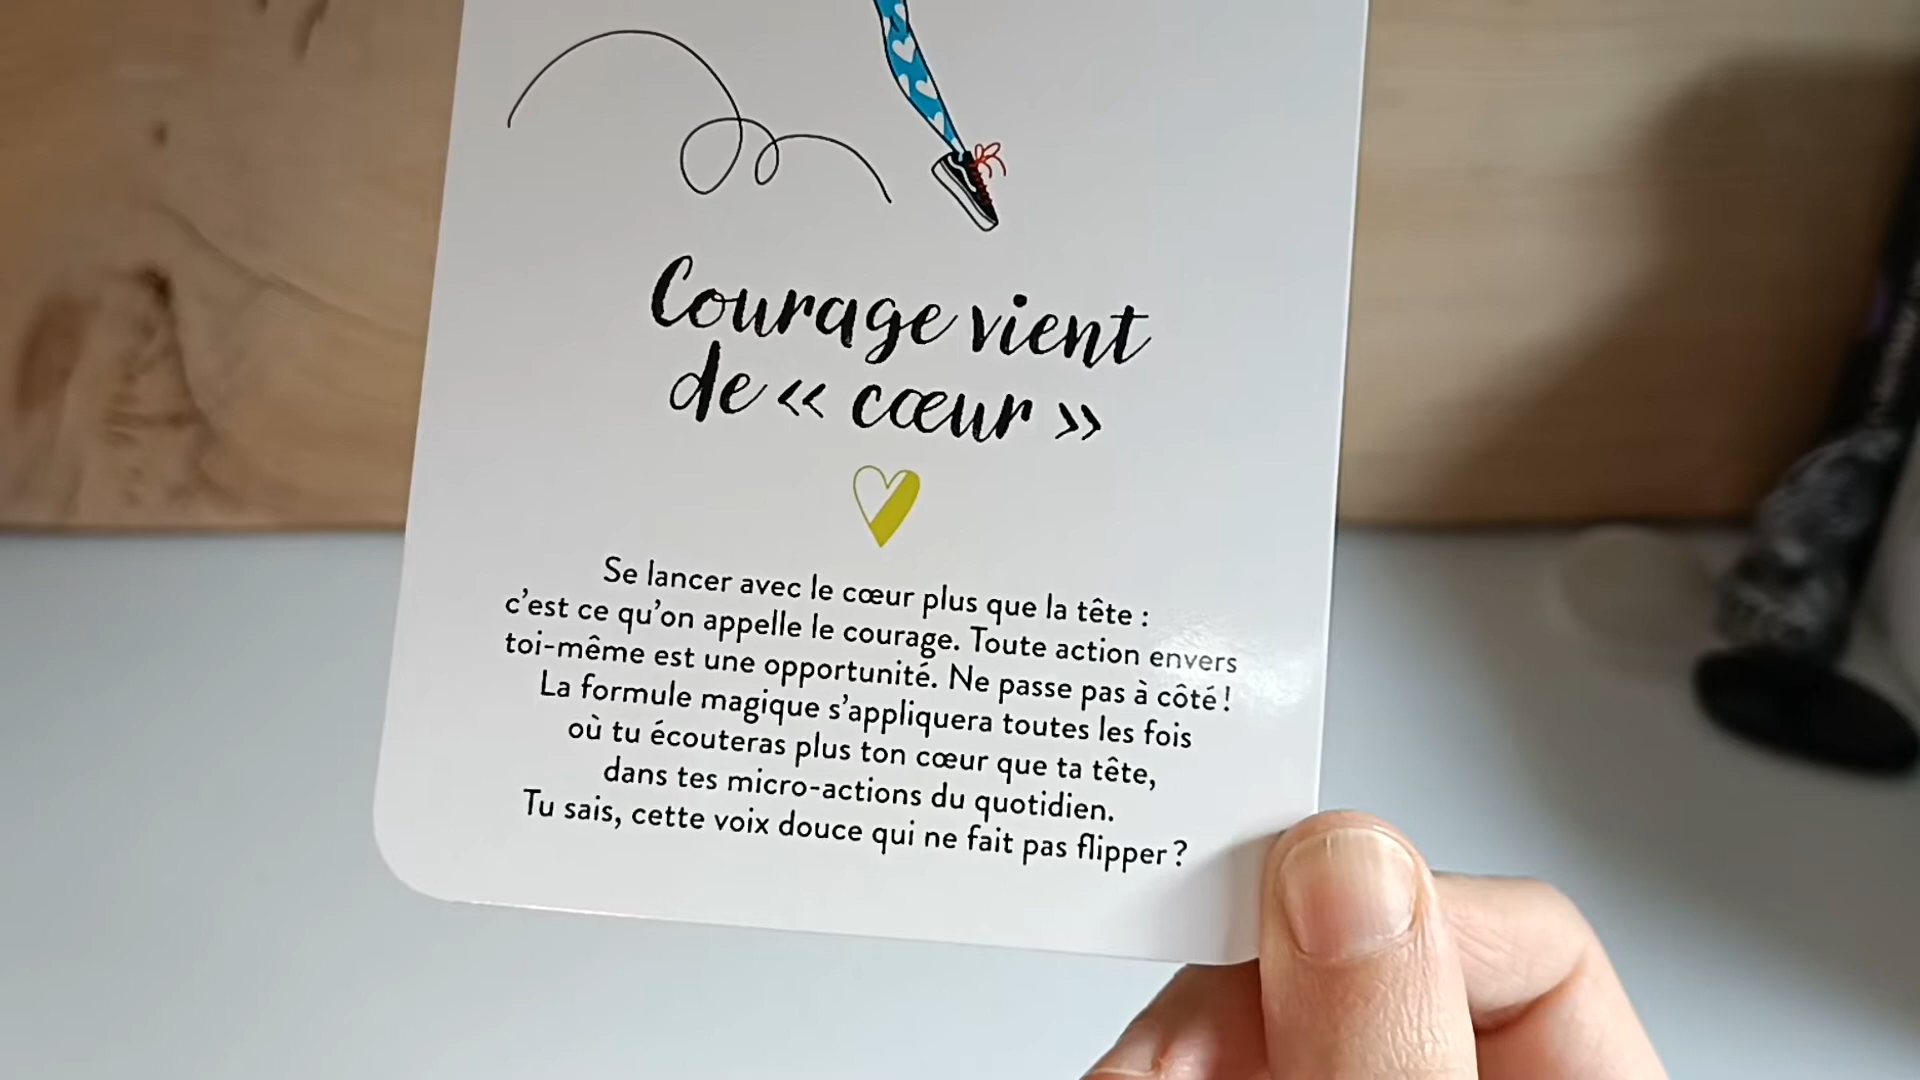 Courage vient
de « cœur »
Se lancer avec le cœur plus que la tête :
c'est ce qu'on appelle le courage. Toute action envers
toi-même est une opportunité. Ne passe pas à côté !
La formule magique s'appliquera toutes les fois
où tu écouteras plus ton cœur que ta tête,
dans tes micro-actions du quotidien.
Tu sais, cette voix douce qui ne fait pas flipper ?